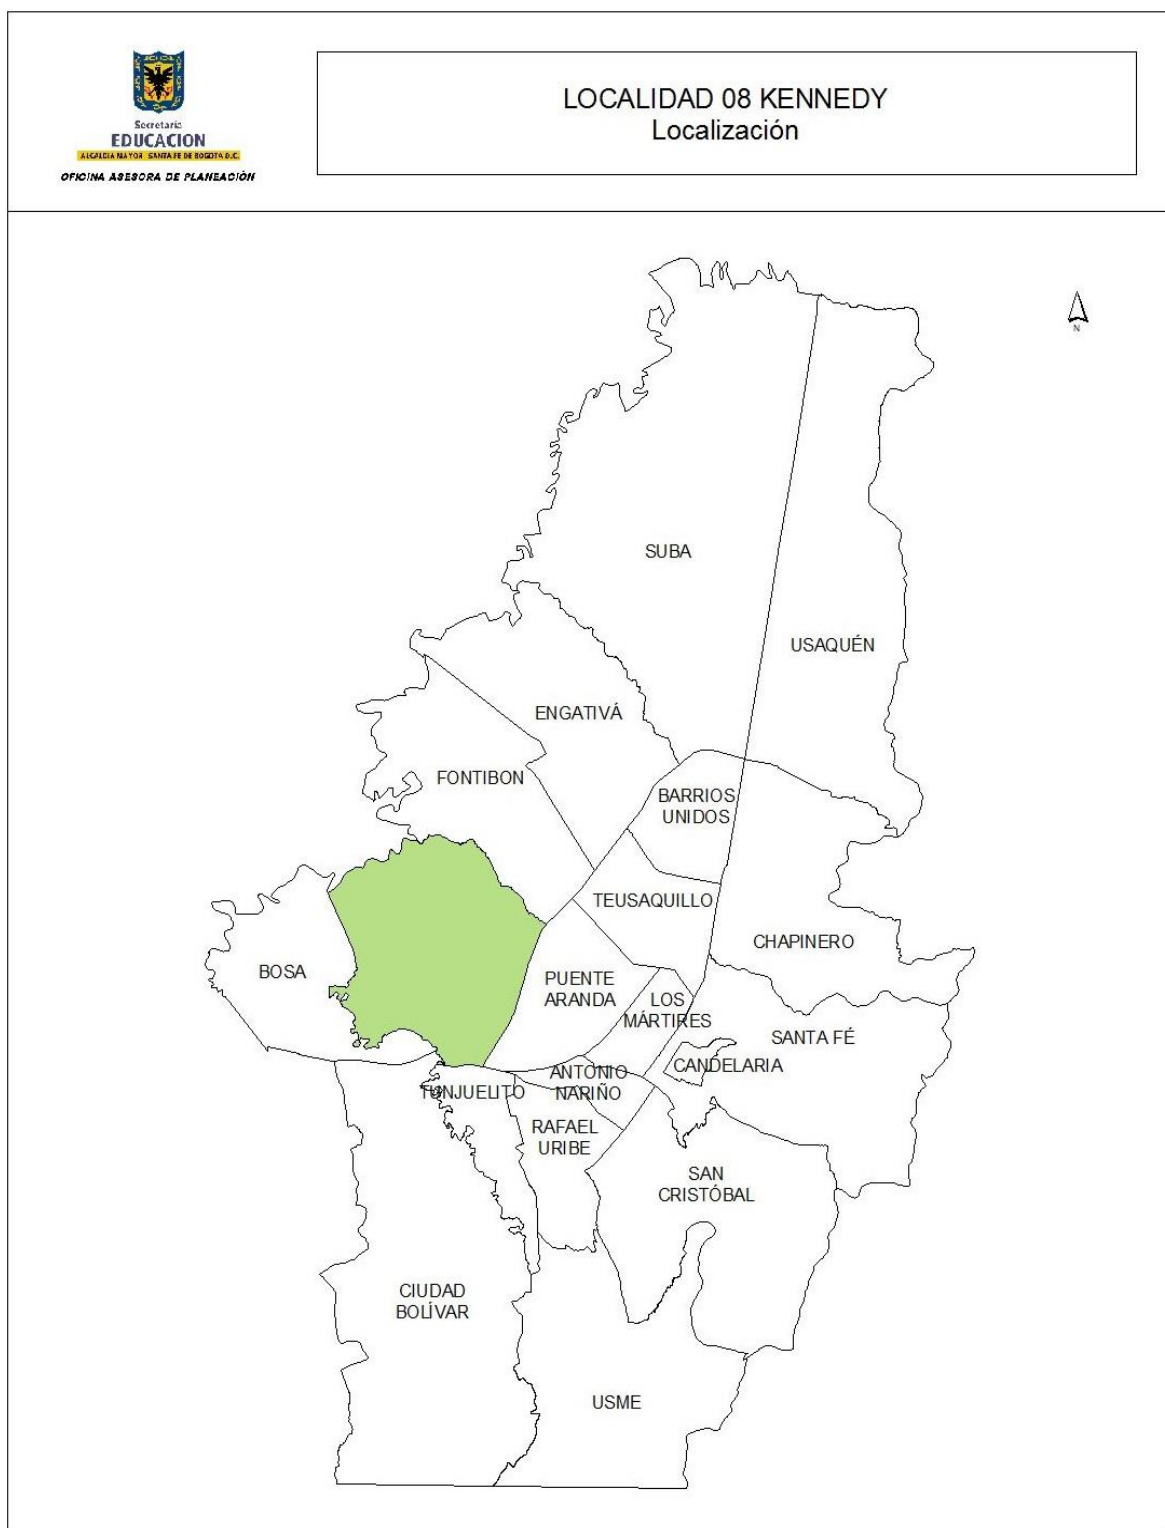 Secretaria
EDUCACION
ALCALDIA MAYOR SANTA FE DE BOGOTA D.C.
OFICINA ASESORA DE PLANEACIÓN
LOCALIDAD 08 KENNEDY
Localización
N
SUBA
USAQUÉN
ENGATIVÁ
FONTIBON
BARRIOS
UNIDOS
TEUSAQUILLO
CHAPINERO
BOSA
PUENTE
ARANDA
LOS
MÁRTIRES
SANTA FÉ
CANDELARIA
ANTONIO
NARIÑO
TUNJUELITO
RAFAEL
URIBE
SAN
CRISTÓBAL
CIUDAD
BOLÍVAR
USME